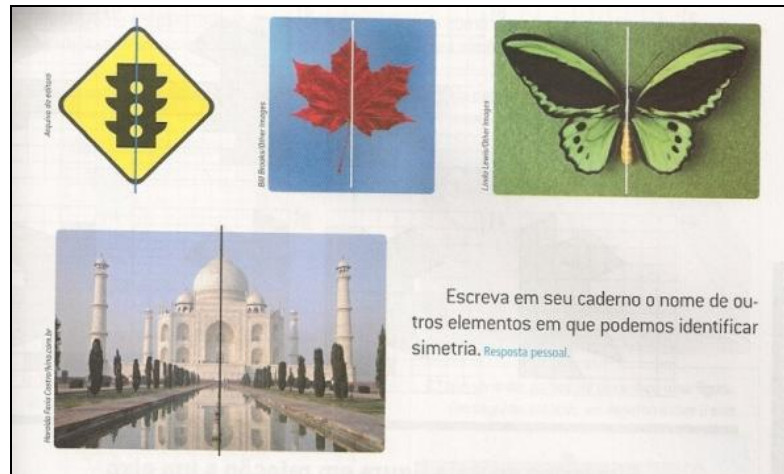 Arquivo da editora
Bill Brooks/Other Images
Linda Lewis/Other Images
Haroldo Faria Castro/kino.com.br
Escreva em seu caderno o nome de ou-
tros elementos em que podemos identificar
simetria. Resposta pessoal.